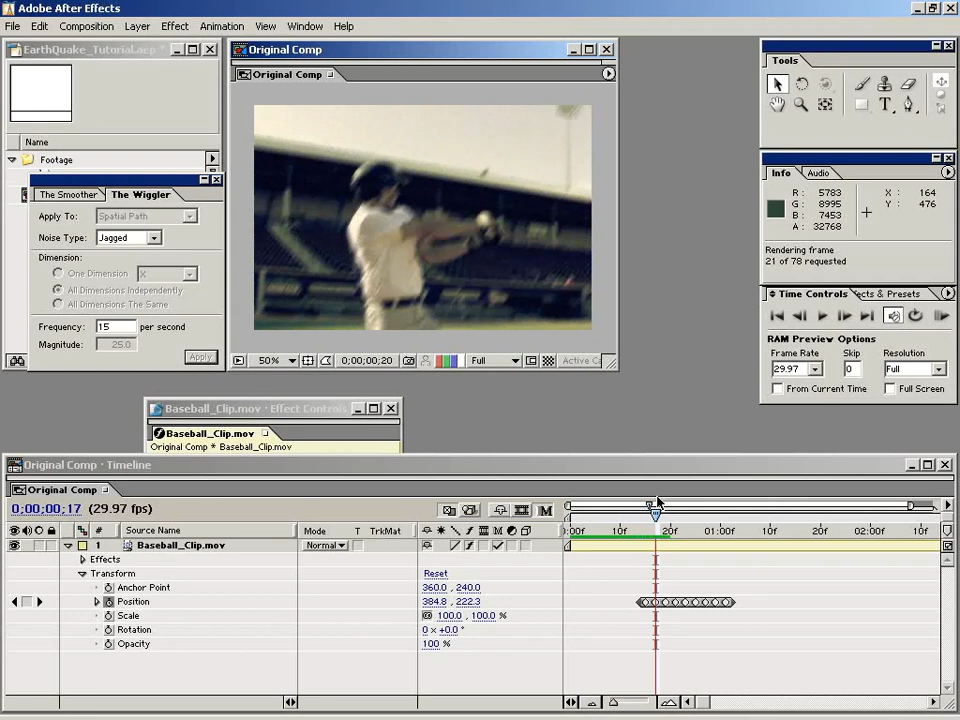 Adobe After Effects
File Edit Composition Layer Effect Animation View Window Help
EarthQuake_Tutorial.aep *
Name
Footage
The Smoother The Wiggler
Apply To: Spatial Path
Noise Type: Jagged
Dimension:
One Dimension X
All Dimensions Independently
All Dimensions The Same
Frequency: 15 per second
Magnitude: 25.0
Apply
Original Comp
Original Comp
50% 0;00;00;20 Full Active Ca
Tools
Info Audio
R: 5783 X: 164
G: 8995 Y: 476
B: 7453
A: 32768
Rendering frame
21 of 78 requested
Time Controls ects & Presets
RAM Preview Options
Frame Rate Skip Resolution
29.97 0 Full
From Current Time Full Screen
Baseball_Clip.mov · Effect Controls
Baseball_Clip.mov
Original Comp * Baseball_Clip.mov
Original Comp · Timeline
Original Comp
0;00;00;17 (29.97 fps)
# Source Name Mode T TrkMat :00f 10f 20f 01:00f 10f 20f 02:00f 10f
1 Baseball_Clip.mov Normal
Effects
Transform Reset
Anchor Point 360.0, 240.0
Position 384.8, 222.3
Scale 100.0, 100.0 %
Rotation 0 x +0.0 °
Opacity 100 %